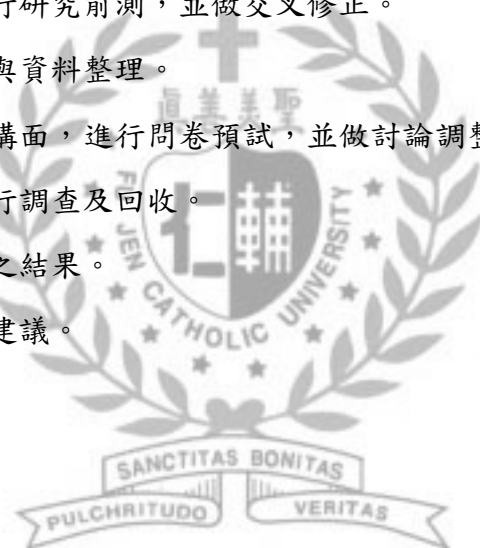 行研究前測，並做交叉修正。
與資料整理。
眞善美聖
構面，進行問卷預試，並做討論調整
行調查及回收。
FU JEN CATHOLIC UNIVERSITY
仁輔
之結果。
建議。
SANCTITAS BONITAS
PULCHRITUDO VERITAS